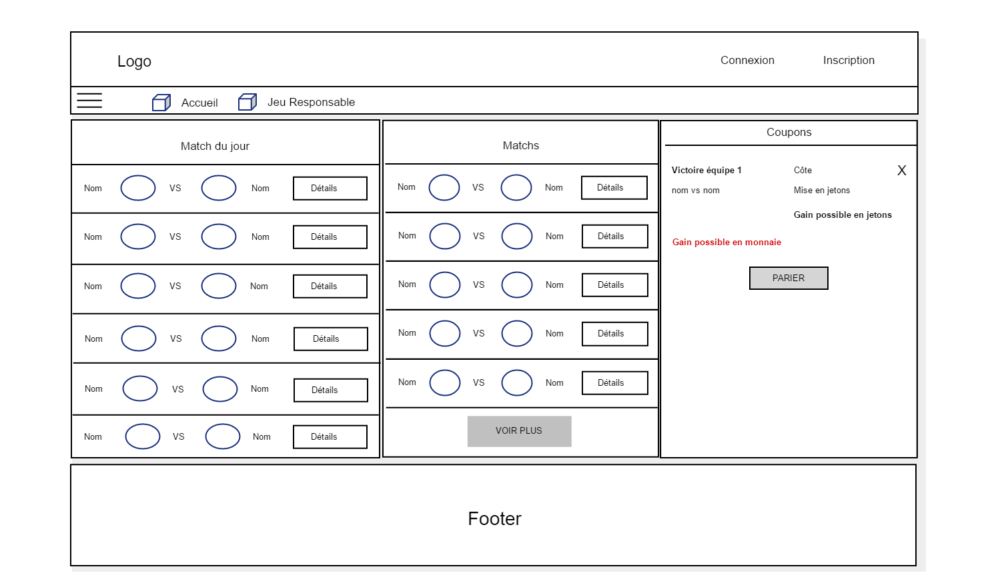 Logo
Connexion Inscription
Accueil Jeu Responsable
Match du jour
Nom VS Nom Détails
Nom VS Nom Détails
Nom VS Nom Détails
Nom VS Nom Détails
Nom VS Nom Détails
Nom VS Nom Détails
Matchs
Nom VS Nom Détails
Nom VS Nom Détails
Nom VS Nom Détails
Nom VS Nom Détails
Nom VS Nom Détails
VOIR PLUS
Coupons
Victoire équipe 1 Côte X
nom vs nom Mise en jetons
Gain possible en jetons
Gain possible en monnaie
PARIER
Footer